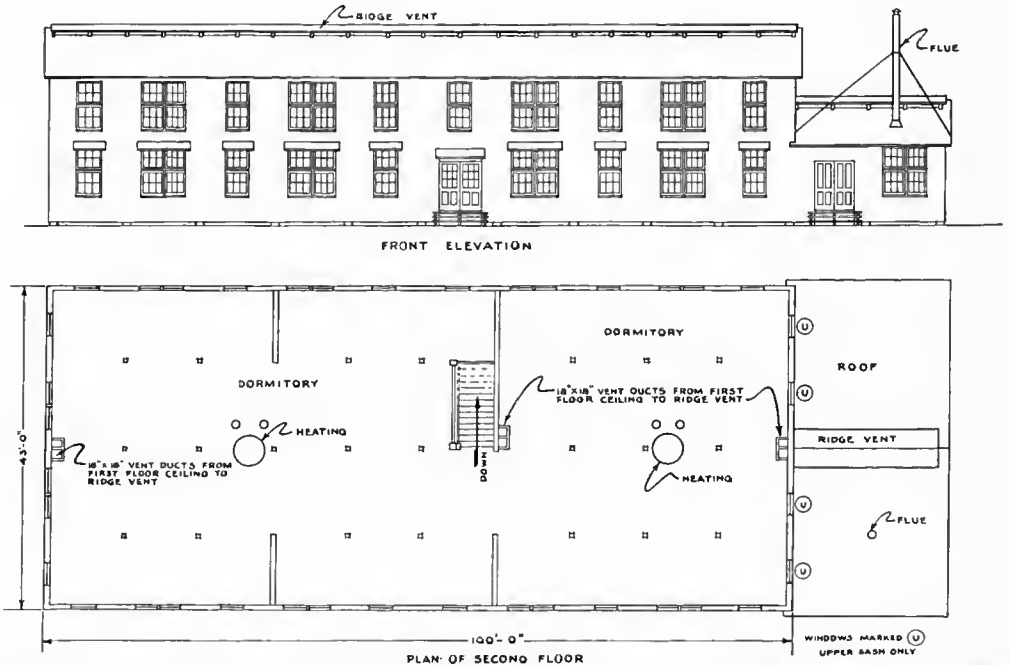 RIDGE VENT
FLUE
FRONT ELEVATION
DORMITORY
DORMITORY
ROOF
18"X18" VENT DUCTS FROM FIRST
FLOOR CEILING TO RIDGE VENT
43'-0"
HEATING
RIDGE VENT
18"X18" VENT DUCTS FROM
FIRST FLOOR CEILING TO
RIDGE VENT
DOWN
HEATING
FLUE
U
U
U
U
100'-0"
PLAN OF SECOND FLOOR
WINDOWS MARKED U
UPPER SASH ONLY